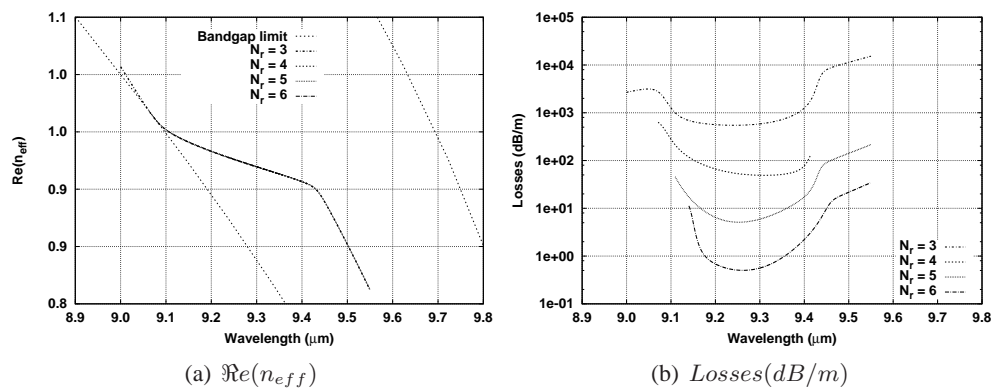 1.1
1.0
1.0
0.9
0.9
0.8
Re(neff)
Bandgap limit
Nr = 3
Nr = 4
Nr = 5
Nr = 6
8.9 9.0 9.1 9.2 9.3 9.4 9.5 9.6 9.7 9.8
Wavelength (μm)
(a) ℜe(neff)
1e+05
1e+04
1e+03
1e+02
1e+01
1e+00
1e-01
Losses (dB/m)
Nr = 3
Nr = 4
Nr = 5
Nr = 6
8.9 9.0 9.1 9.2 9.3 9.4 9.5 9.6 9.7 9.8
Wavelength (μm)
(b) Losses(dB/m)